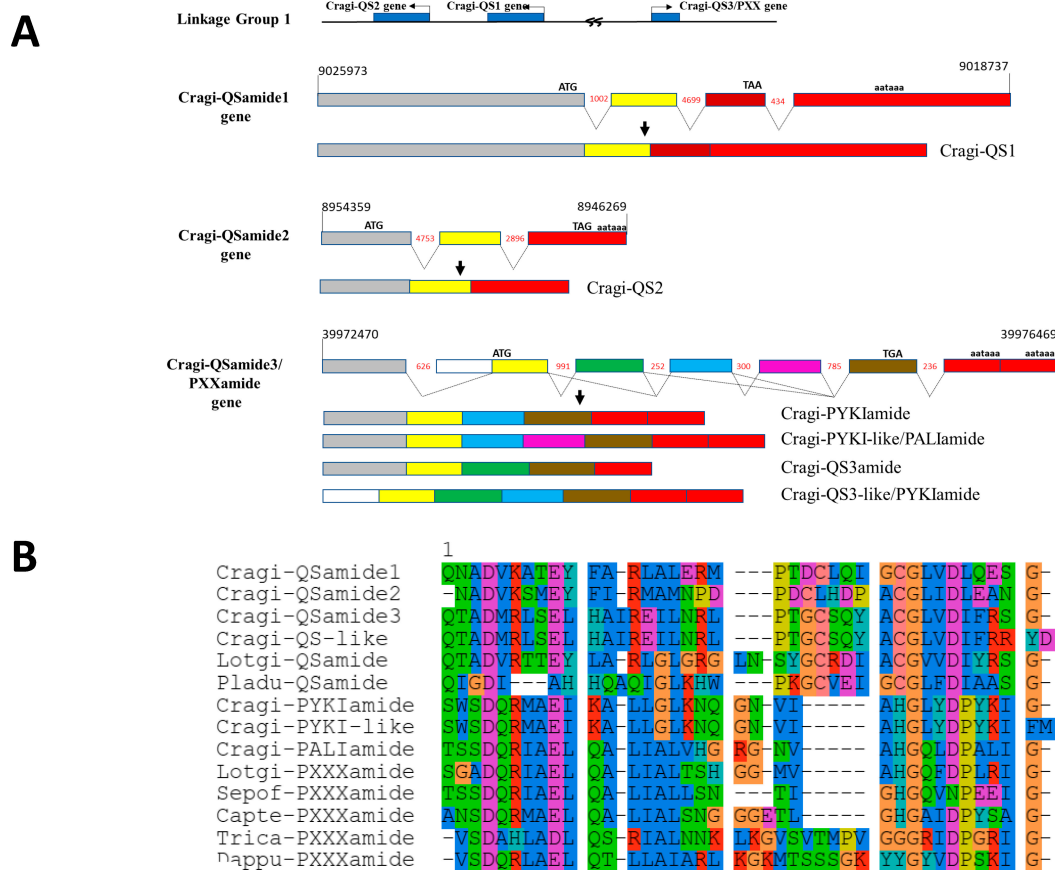 A
Linkage Group 1
Cragi-QS2 gene
Cragi-QS1 gene
Cragi-QS3/PXX gene
9025973
9018737
Cragi-QSamide1
gene
ATG
1002
4699
TAA
434
aataaa
Cragi-QS1
8954359
8946269
Cragi-QSamide2
gene
ATG
4753
2896
TAG aataaa
Cragi-QS2
39972470
39976469
Cragi-QSamide3/
PXXamide
gene
626
ATG
991
252
300
785
TGA
236
aataaa
aataaa
Cragi-PYKIamide
Cragi-PYKI-like/PALIamide
Cragi-QS3amide
Cragi-QS3-like/PYKIamide
B
1
Cragi-QSamide1 QNADVKATEY FA-RLALERM ---PTDCLQI GCGLVDLQES G-
Cragi-QSamide2 -NADVKSMEY FI-RMAMNPD ---PDCLHDP ACGLIDLEAN G-
Cragi-QSamide3 QTADMRLSEL HAIREILNRL ---PTGCSQY ACGLVDIFRS G-
Cragi-QS-like QTADMRLSEL HAIREILNRL ---PTGCSQY ACGLVDIFRR YD
Lotgi-QSamide QTADVRTTEY LA-RLGLGRG LN-SYGCRDI ACGVVDIYRS G-
Pladu-QSamide QIGDI---AH HQAQIGLKHW ---PKGCVEI GCGLFDIAAS G-
Cragi-PYKIamide SWSDQRMAEI KA-LLGLKNQ GN-VI----- AHGLYDPYKI G-
Cragi-PYKI-like SWSDQRMAEI KA-LLGLKNQ GN-VI----- AHGLYDPYKI FM
Cragi-PALIamide TSSDQRIAEL QA-LIALVHG RG-NV----- AHGQLDPALI G-
Lotgi-PXXXamide SGADQRIAEL QA-LIALTSH GG-MV----- AHGQFDPLRI G-
Sepof-PXXXamide TSSDQRIAEL QA-LIALLSN ---TI----- GHGQVNPEEI G-
Capte-PXXXamide ANSDQRMAEL QA-LIALSNG GGETL----- GHGAIDPYSA G-
Trica-PXXXamide -VSDAHLADL QS-RIALNNK LKGVSVTMPV GGGRIDPGRI G-
Dappu-PXXXamide -VSDQRLAEL QT-LLAIARL KGKMTSSSGK YYGYVDPSKI G-